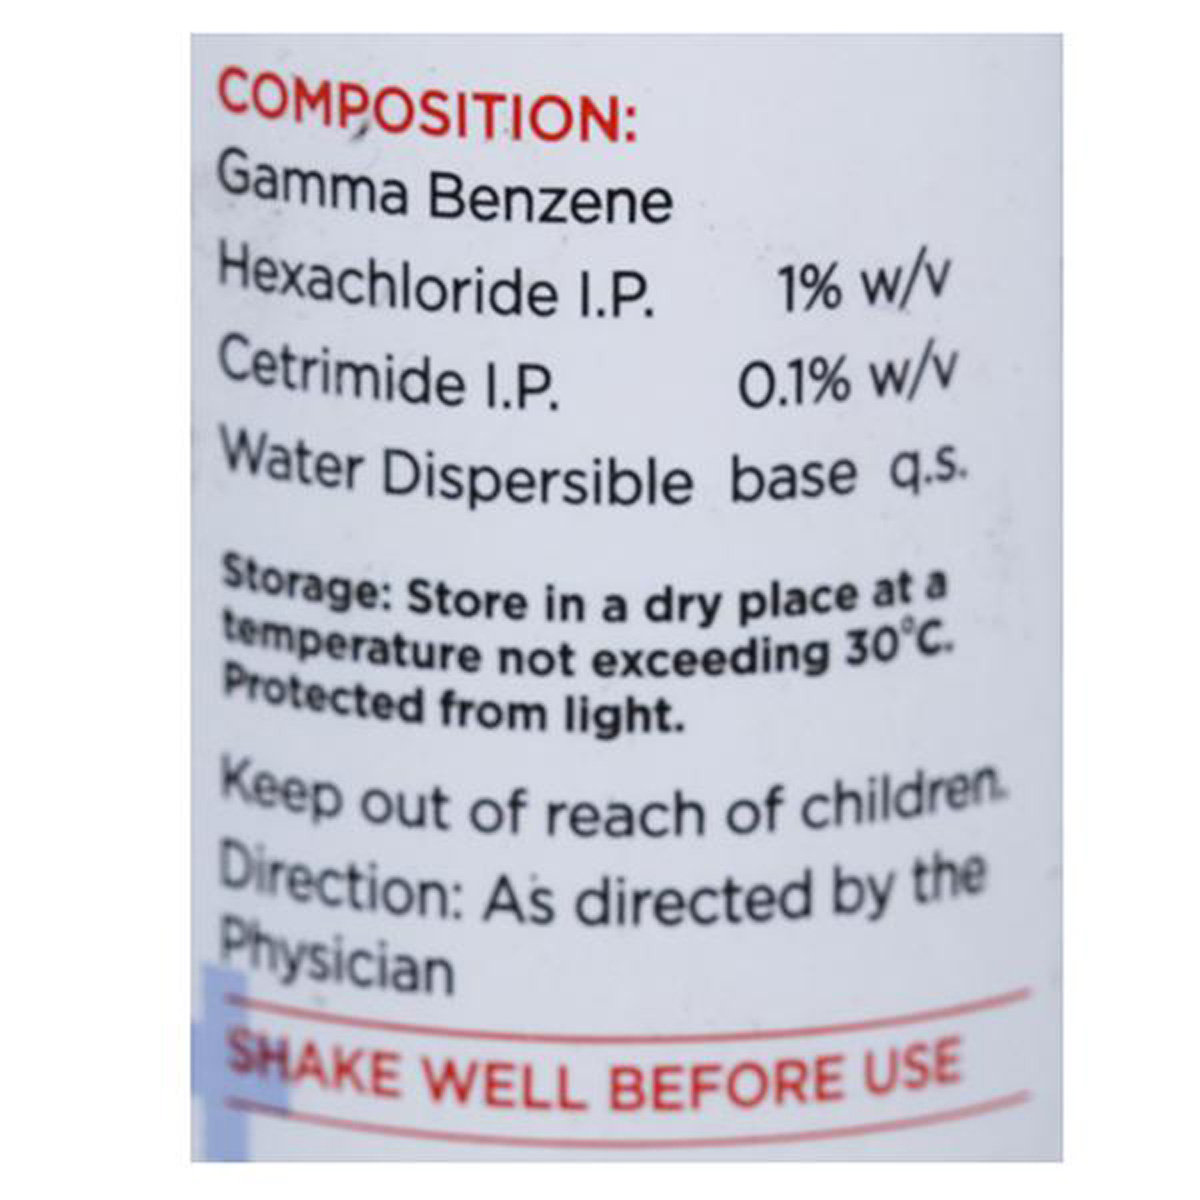 COMPOSITION:
Gamma Benzene
Hexachloride I.P. 1% w/v
Cetrimide I.P. 0.1% w/v
Water Dispersible base q.s.
Storage: Store in a dry place at a
temperature not exceeding 30°C.
Protected from light.
Keep out of reach of children.
Direction: As directed by the
Physician
SHAKE WELL BEFORE USE